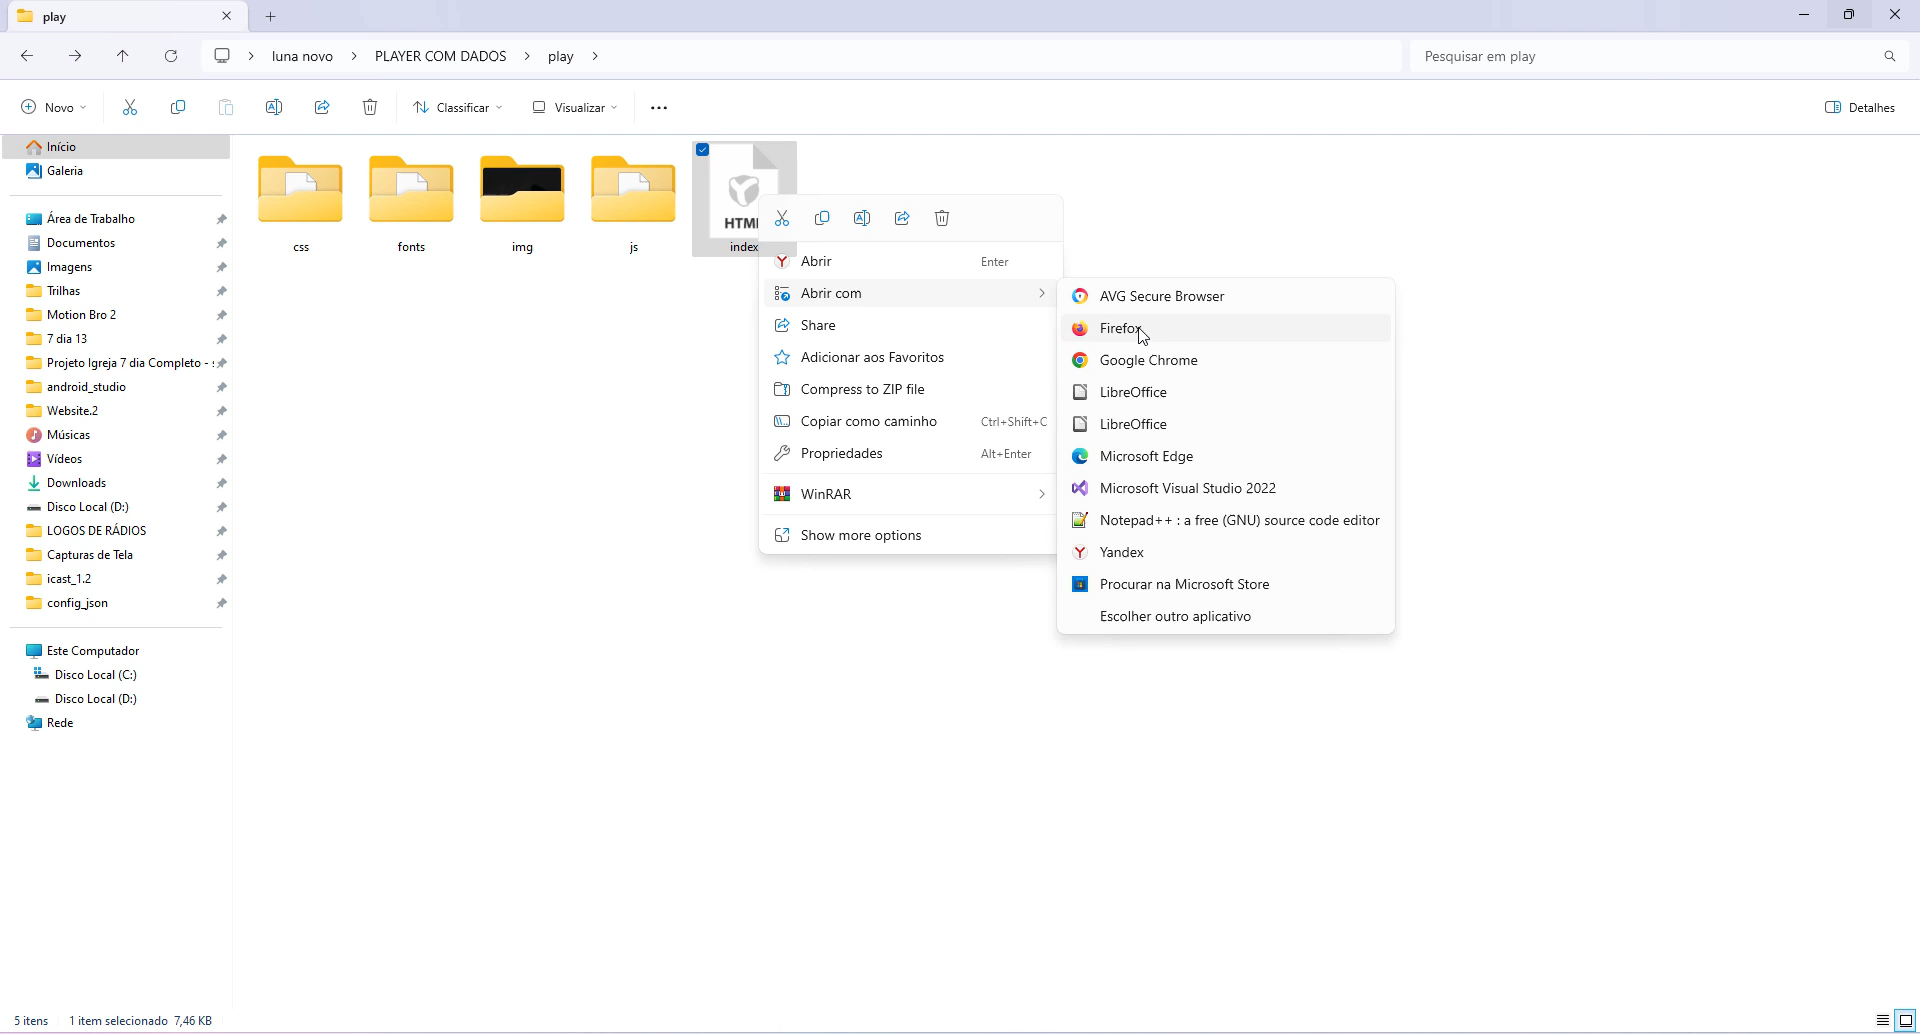 play
luna novo
PLAYER COM DADOS
play
Pesquisar em play
Novo
Classificar
Visualizar
Detalhes
Início
Galeria
Área de Trabalho
Documentos
Imagens
Trilhas
Motion Bro 2
7 dia 13
Projeto Igreja 7 dia Completo -
android_studio
Website.2
Músicas
Vídeos
Downloads
Disco Local (D:)
LOGOS DE RÁDIOS
Capturas de Tela
icast_1.2
config_json
Este Computador
Disco Local (C:)
Disco Local (D:)
Rede
css
fonts
img
js
HTML
index
Abrir Enter
Abrir com
Share
Adicionar aos Favoritos
Compress to ZIP file
Copiar como caminho Ctrl+Shift+C
Propriedades Alt+Enter
WinRAR
Show more options
AVG Secure Browser
Firefox
Google Chrome
LibreOffice
LibreOffice
Microsoft Edge
Microsoft Visual Studio 2022
Notepad++ : a free (GNU) source code editor
Yandex
Procurar na Microsoft Store
Escolher outro aplicativo
5 itens
1 item selecionado 7,46 KB